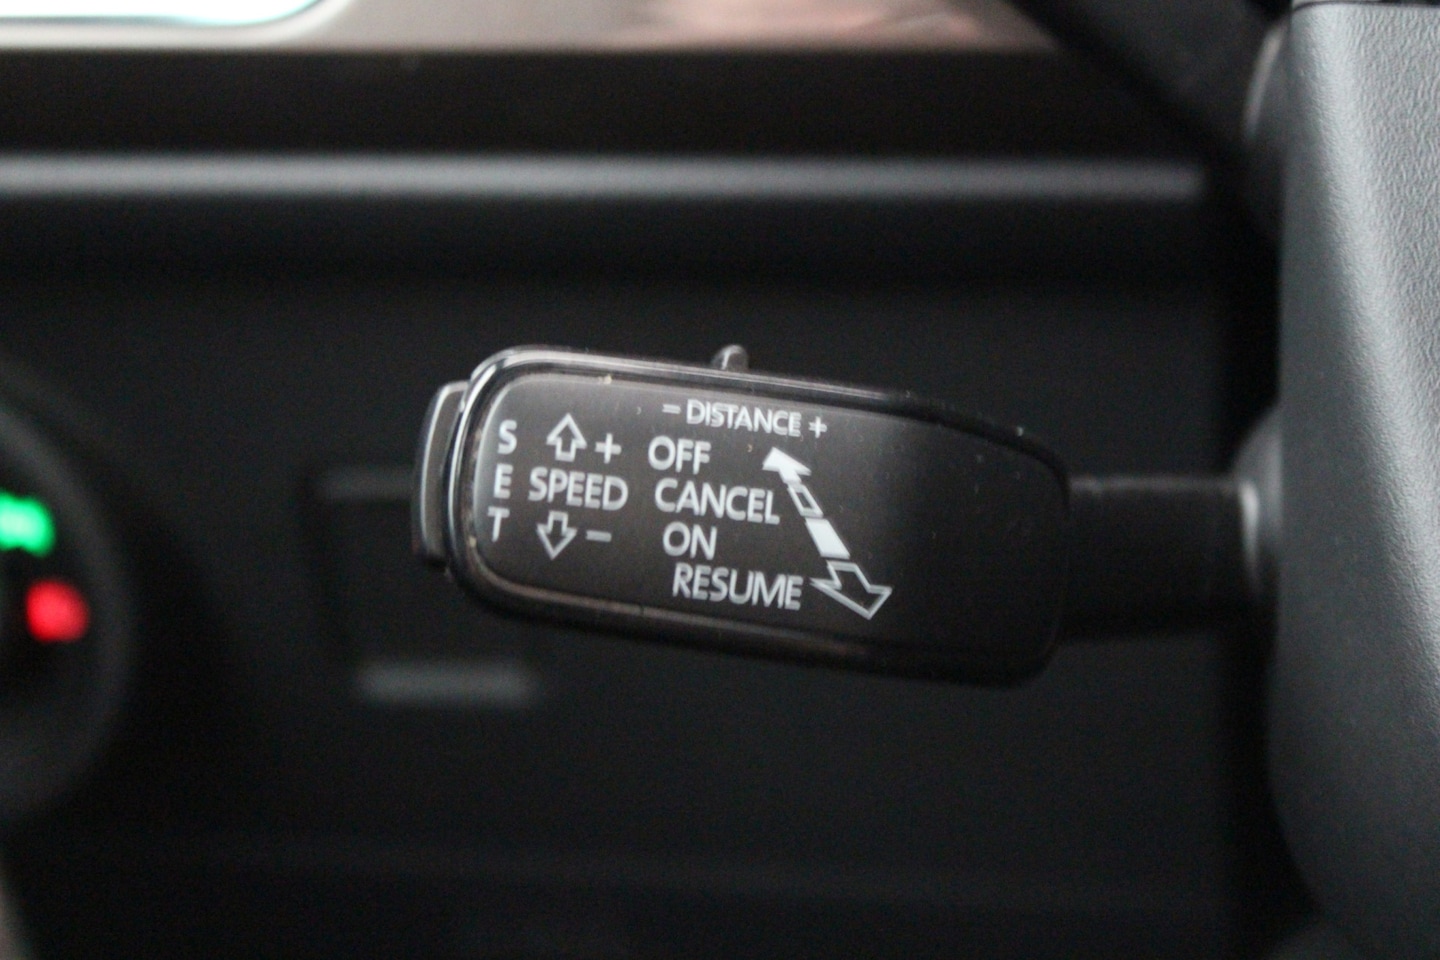 - DISTANCE +
S + OFF
E SPEED CANCEL
T - ON
RESUME